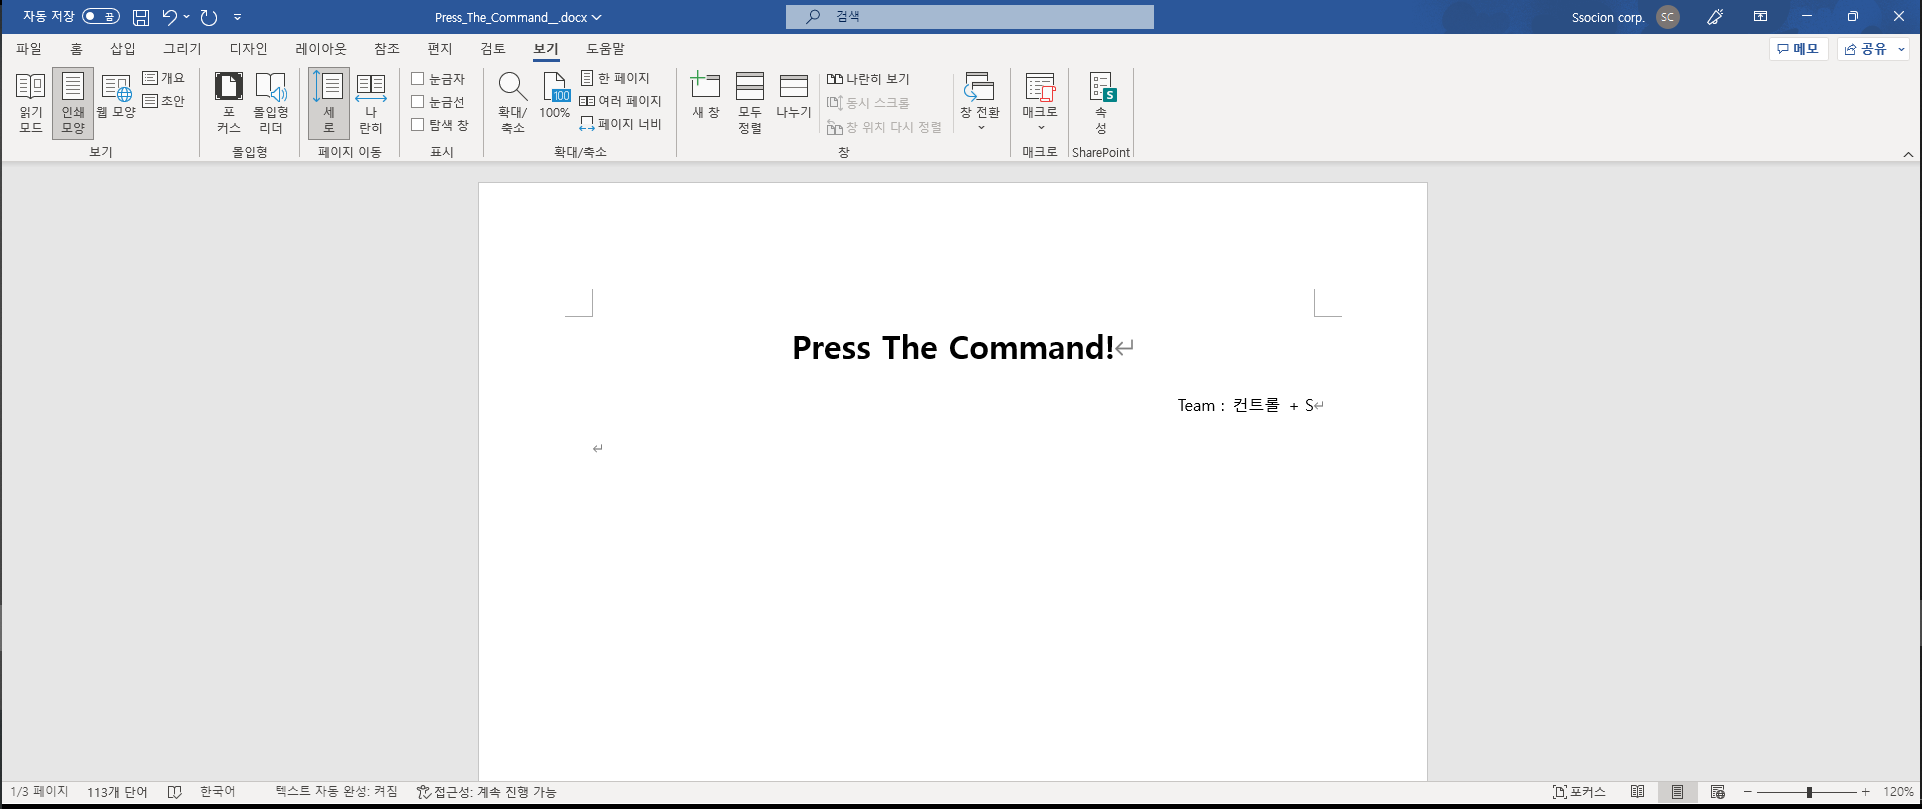 자동 저장 끔 Press_The_Command__.docx 검색 Ssocion corp. SC
파일 홈 삽입 그리기 디자인 레이아웃 참조 편지 검토 보기 도움말 메모 공유
읽기 모드
인쇄 모양
웹 모양
개요
초안
보기
포커스
몰입형 리더
몰입형
세로
나란히
페이지 이동
눈금자
눈금선
탐색 창
표시
확대/축소
100
100%
한 페이지
여러 페이지
페이지 너비
확대/축소
새 창
모두 정렬
나누기
나란히 보기
동시 스크롤
창 위치 다시 정렬
창 전환
창
매크로
매크로
S
속성
SharePoint
Press The Command!
Team : 컨트롤 + S
1/3 페이지 113개 단어 한국어 텍스트 자동 완성: 켜짐 접근성: 계속 진행 가능 포커스 120%